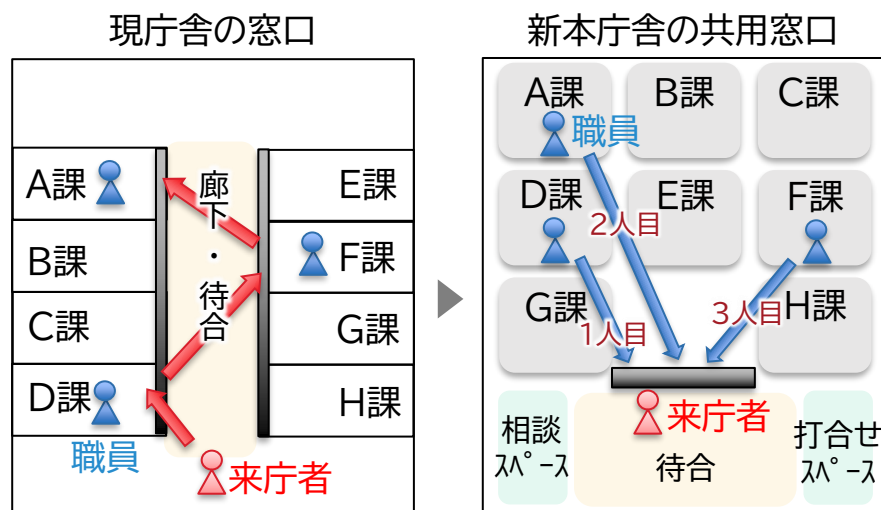 現庁舎の窓口
A課
B課
C課
D課
職員
廊下・待合
E課
F課
G課
H課
来庁者
新本庁舎の共用窓口
A課
B課
C課
職員
D課
E課
F課
2人目
G課
1人目
3人目
H課
来庁者
相談
ｽﾍﾟｰｽ
待合
打合せ
ｽﾍﾟｰｽ